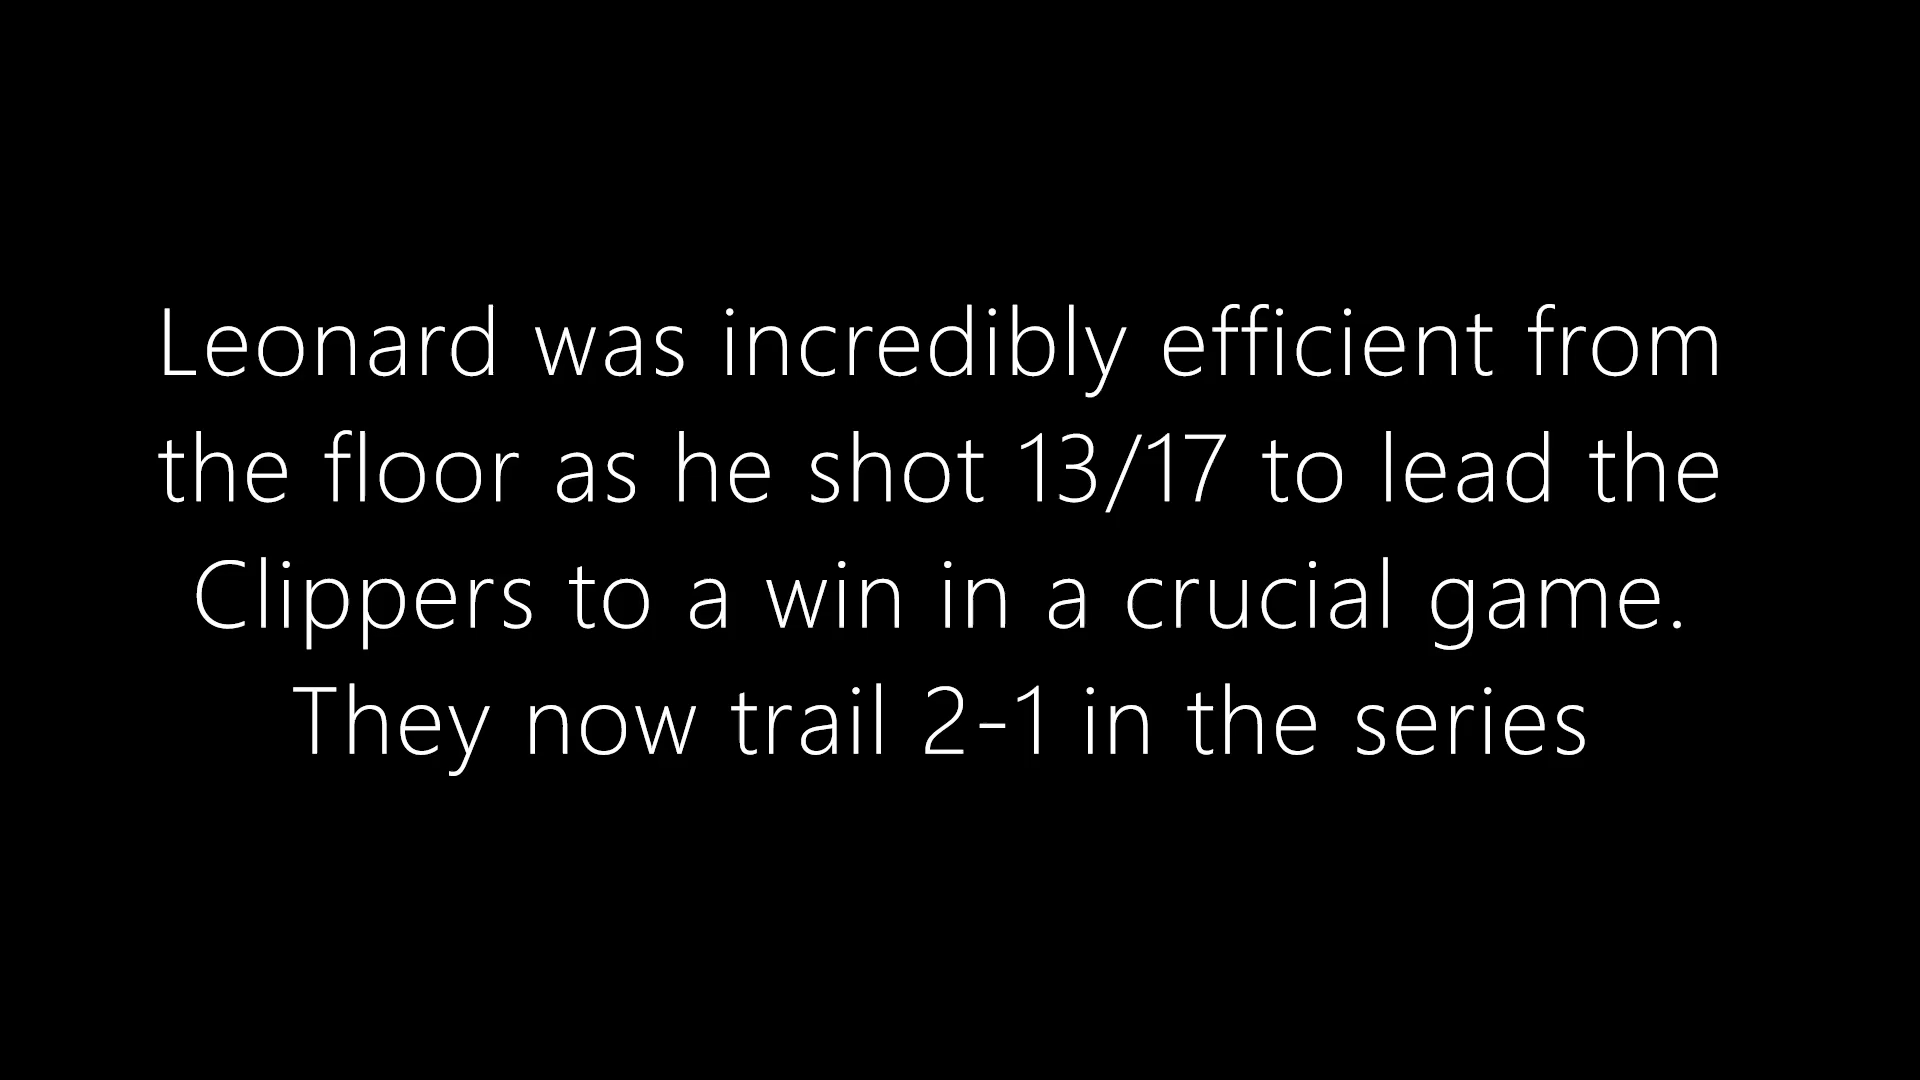 Leonard was incredibly efficient from
the floor as he shot 13/17 to lead the
Clippers to a win in a crucial game.
They now trail 2-1 in the series